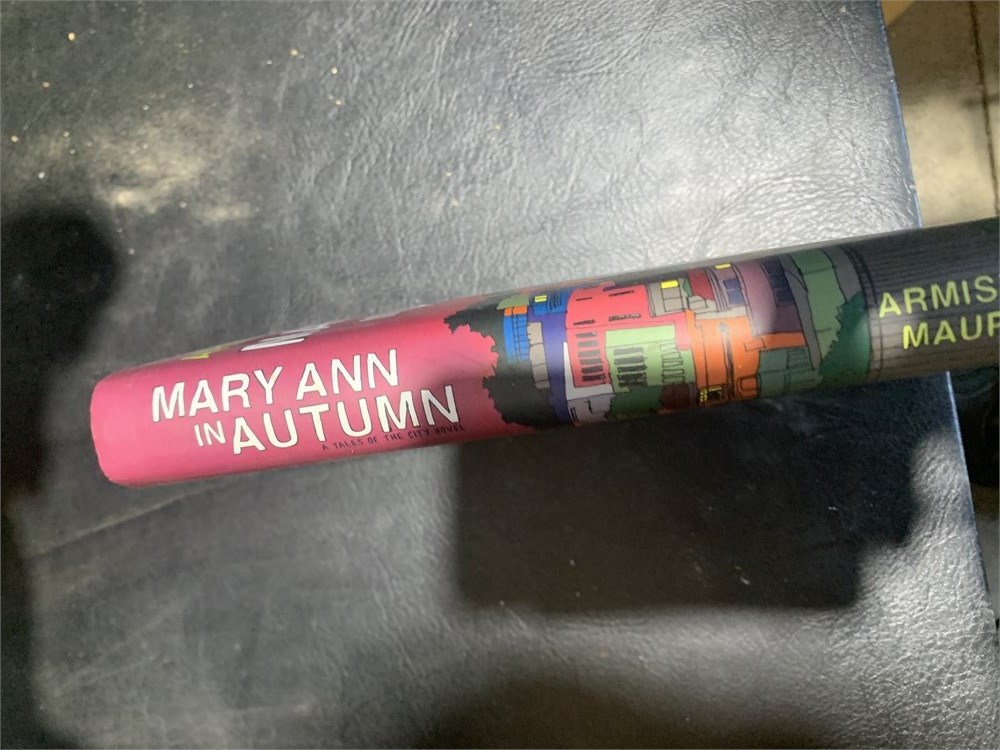 MARY ANN
IN AUTUMN
A TALES OF THE CITY NOVEL
ARMIS
MAUP